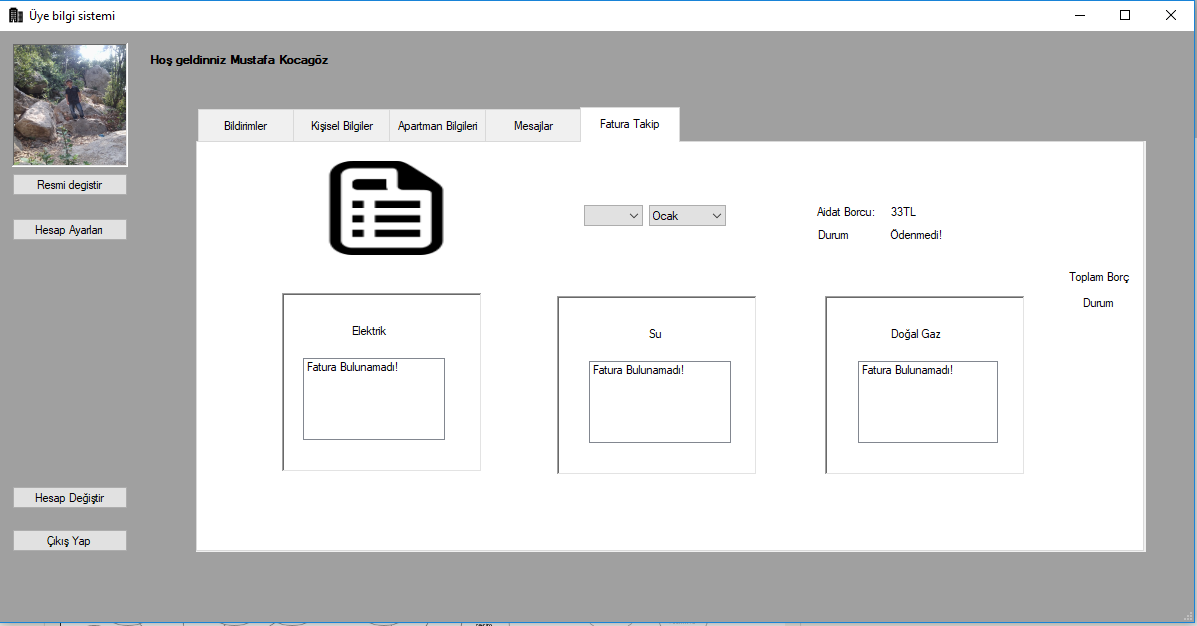 Üye bilgi sistemi
Hoş geldinniz Mustafa Kocagöz
Resmi degistir
Hesap Ayarları
Hesap Değiştir
Çıkış Yap
Bildirimler
Kişisel Bilgiler
Apartman Bilgileri
Mesajlar
Fatura Takip
Ocak
Aidat Borcu: 33TL
Durum Ödenmedi!
Toplam Borç
Durum
Elektrik
Fatura Bulunamadı!
Su
Fatura Bulunamadı!
Doğal Gaz
Fatura Bulunamadı!